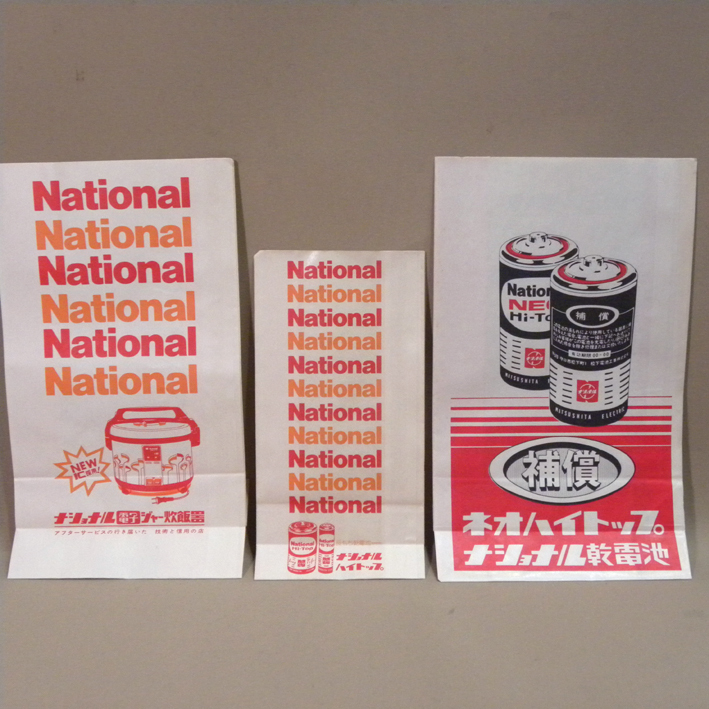 National
National
National
National
National
National
NEW
ナショナル 電子ジャー炊飯器
アフターサービスの行き届いた 技術と信用の店
National
National
National
National
National
National
National
National
National
National
National
National
Hi-Top
ナショナル
ハイトップ。
National
NEO
Hi-Top
補償
MATSUSHITA ELECTRIC
補償
ネオハイトップ。
ナショナル乾電池